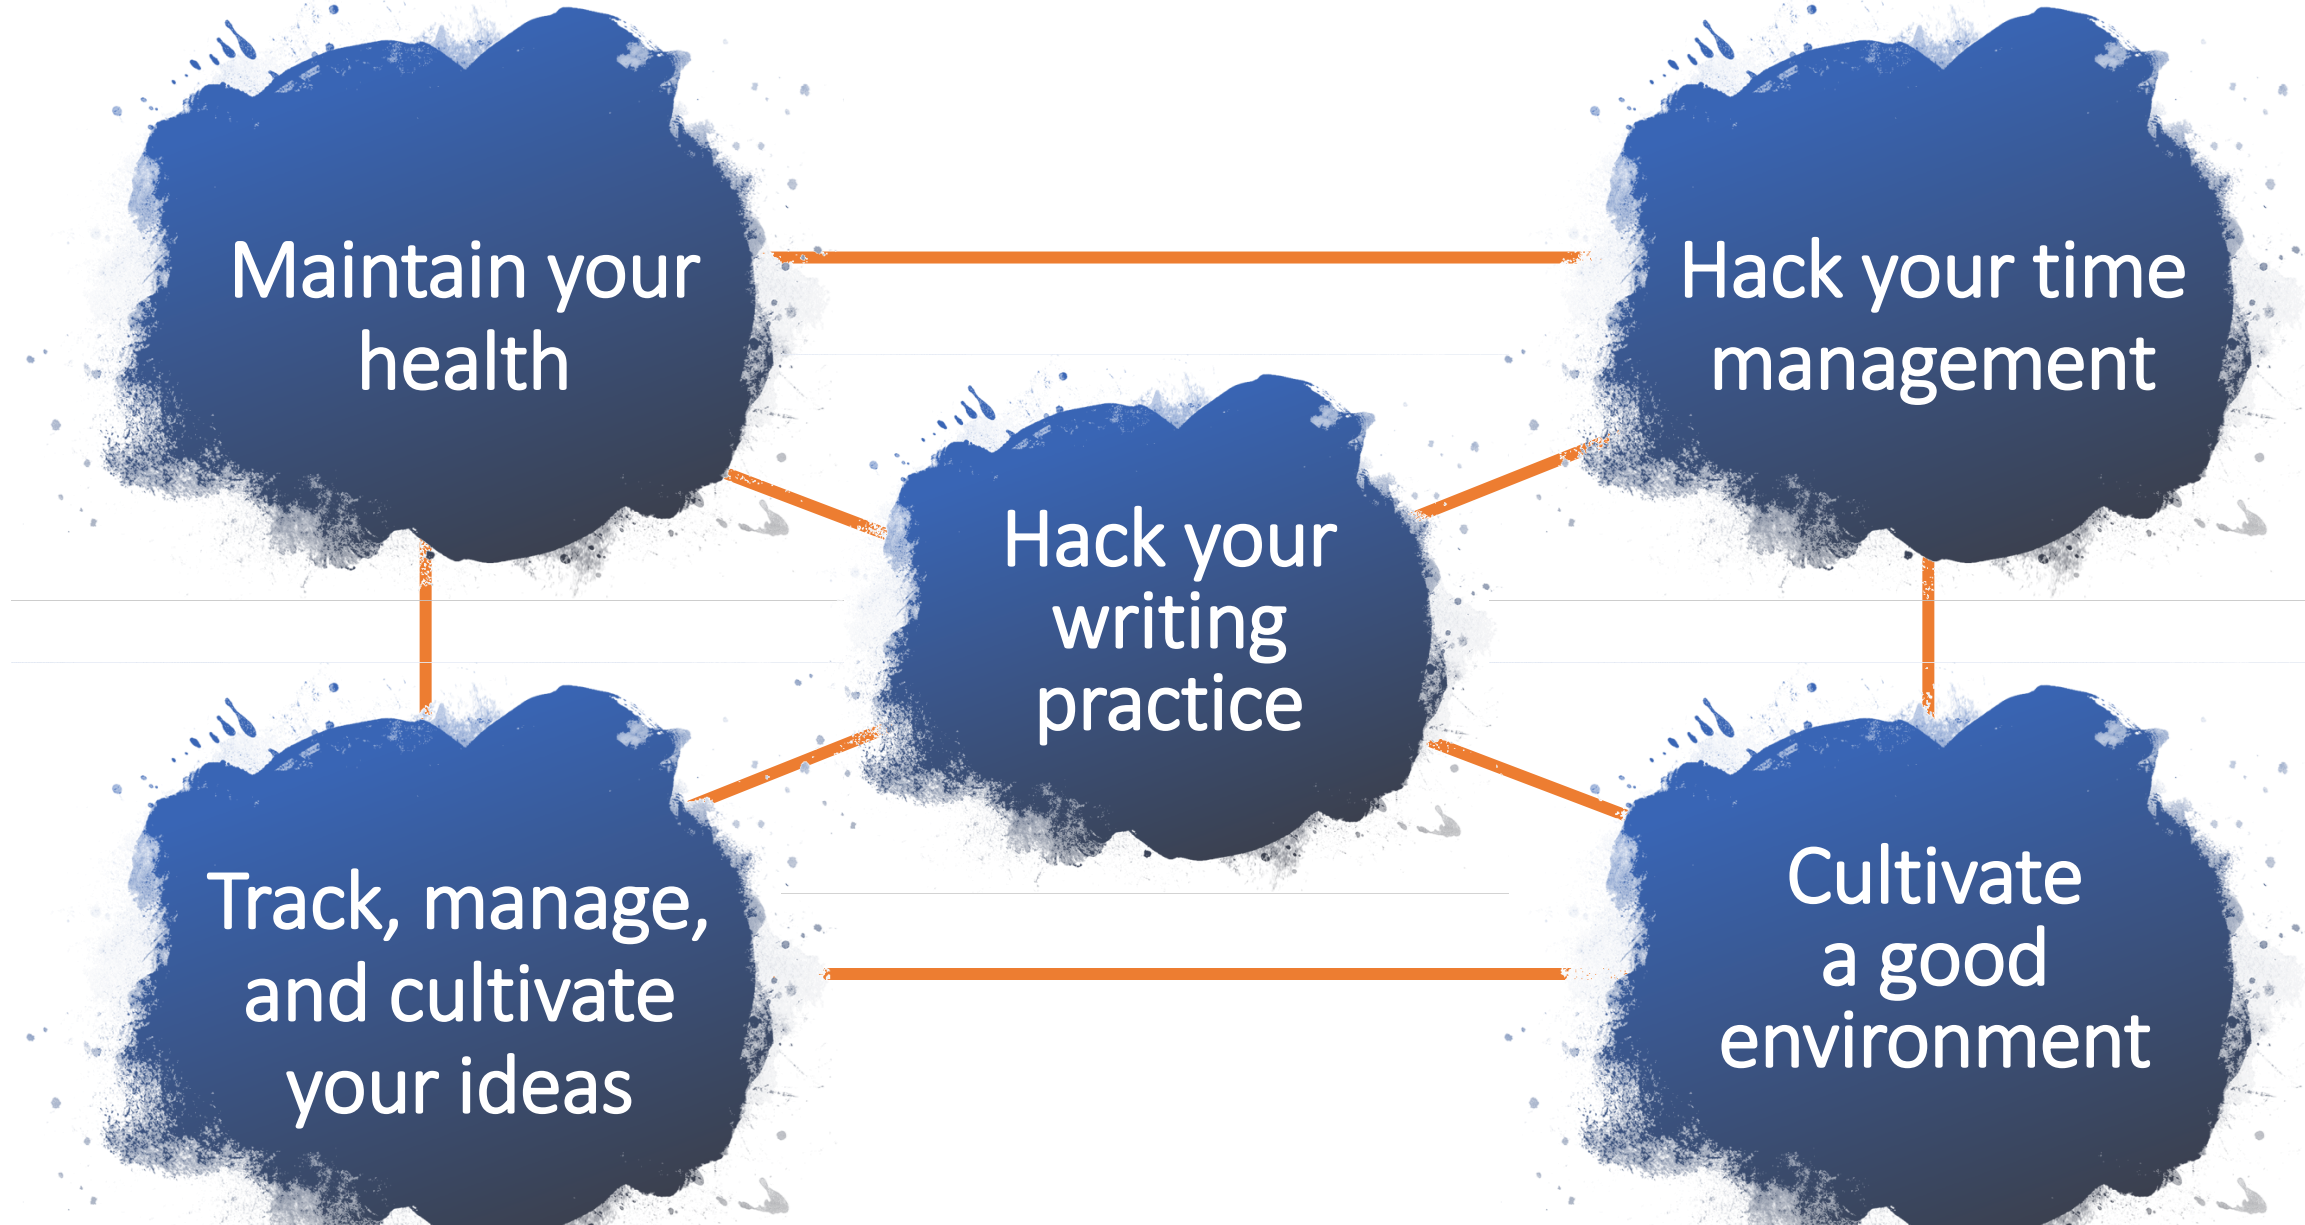 Maintain your
health
Hack your time
management
Hack your
writing
practice
Track, manage,
and cultivate
your ideas
Cultivate
a good
environment